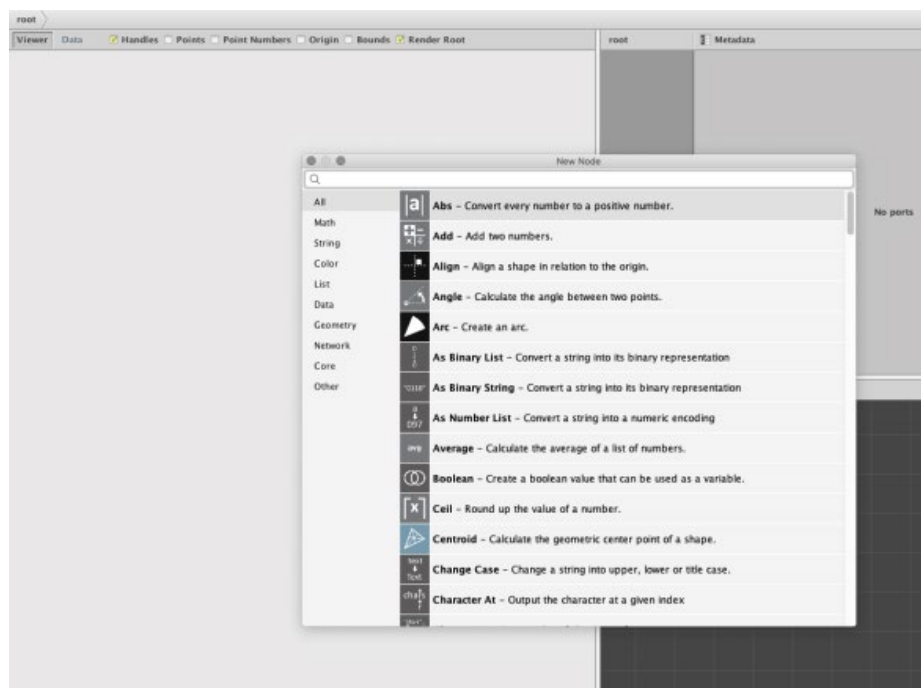 root
Viewer Data Handles Points Point Numbers Origin Bounds Render Root
root Metadata
No ports
New Node
All
Math
String
Color
List
Data
Geometry
Network
Core
Other
Abs – Convert every number to a positive number.
Add – Add two numbers.
Align – Align a shape in relation to the origin.
Angle – Calculate the angle between two points.
Arc – Create an arc.
As Binary List – Convert a string into its binary representation
As Binary String – Convert a string into its binary representation
As Number List – Convert a string into a numeric encoding
Average – Calculate the average of a list of numbers.
Boolean – Create a boolean value that can be used as a variable.
Ceil – Round up the value of a number.
Centroid – Calculate the geometric center point of a shape.
Change Case – Change a string into upper, lower or title case.
Character At – Output the character at a given index